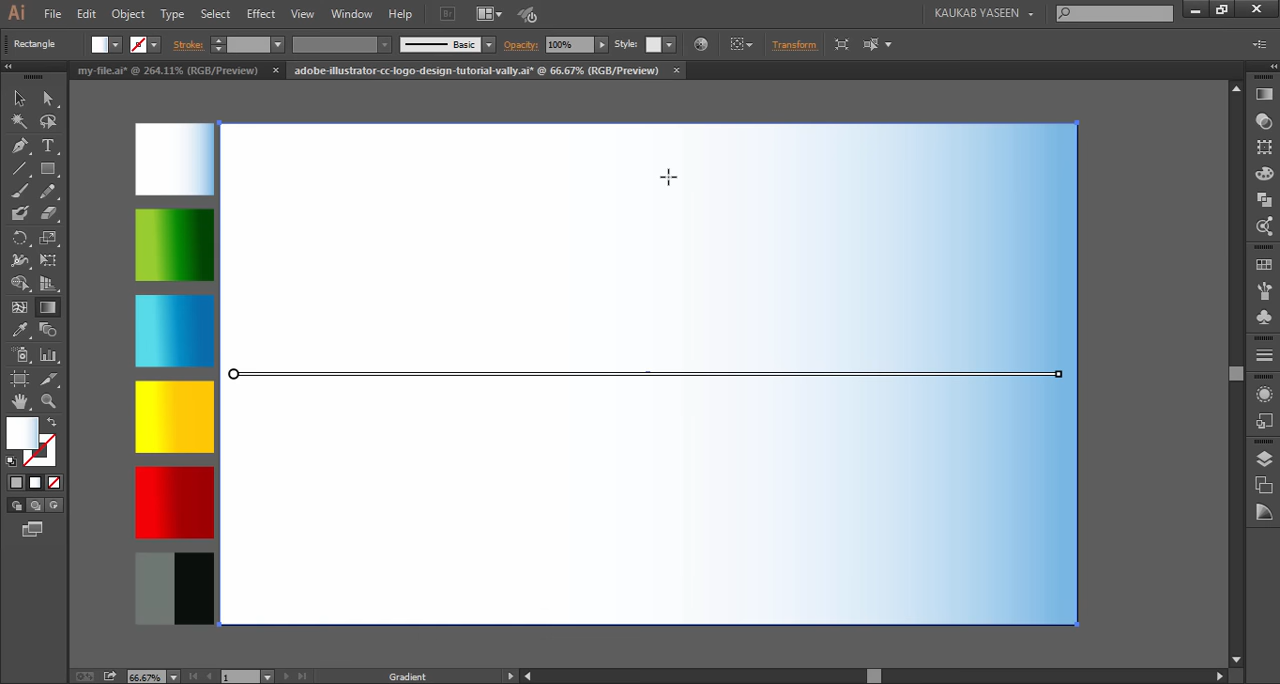 Ai File Edit Object Type Select Effect View Window Help Br KAUKAB YASEEN
Rectangle Stroke: Basic Opacity: 100% Style: Transform
my-file.ai* @ 264.11% (RGB/Preview) × adobe-illustrator-cc-logo-design-tutorial-vally.ai* @ 66.67% (RGB/Preview) ×
T
66.67% 1 Gradient